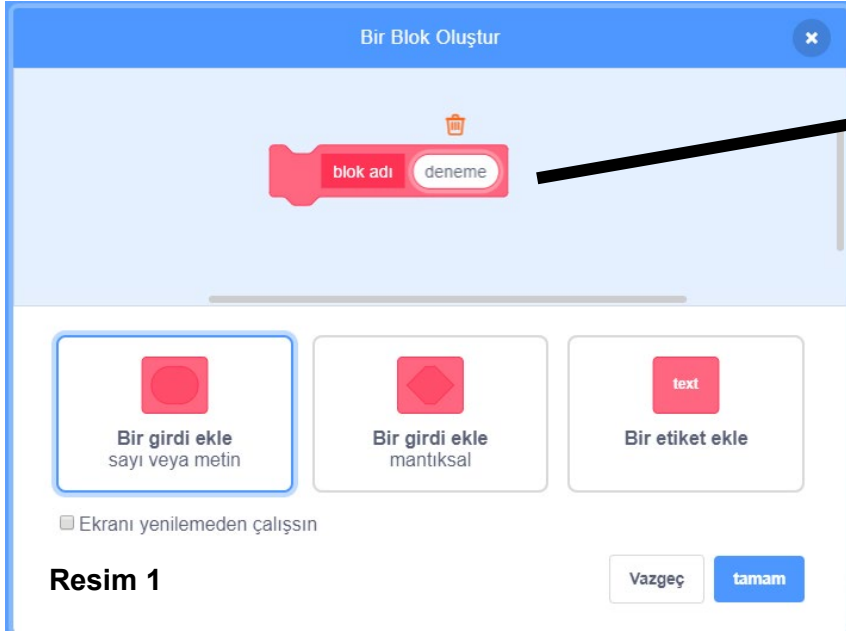 Bir Blok Oluştur
blok adı deneme
text
Bir girdi ekle
sayı veya metin
Bir girdi ekle
mantıksal
Bir etiket ekle
Ekranı yenilemeden çalışsın
Resim 1
Vazgeç
tamam